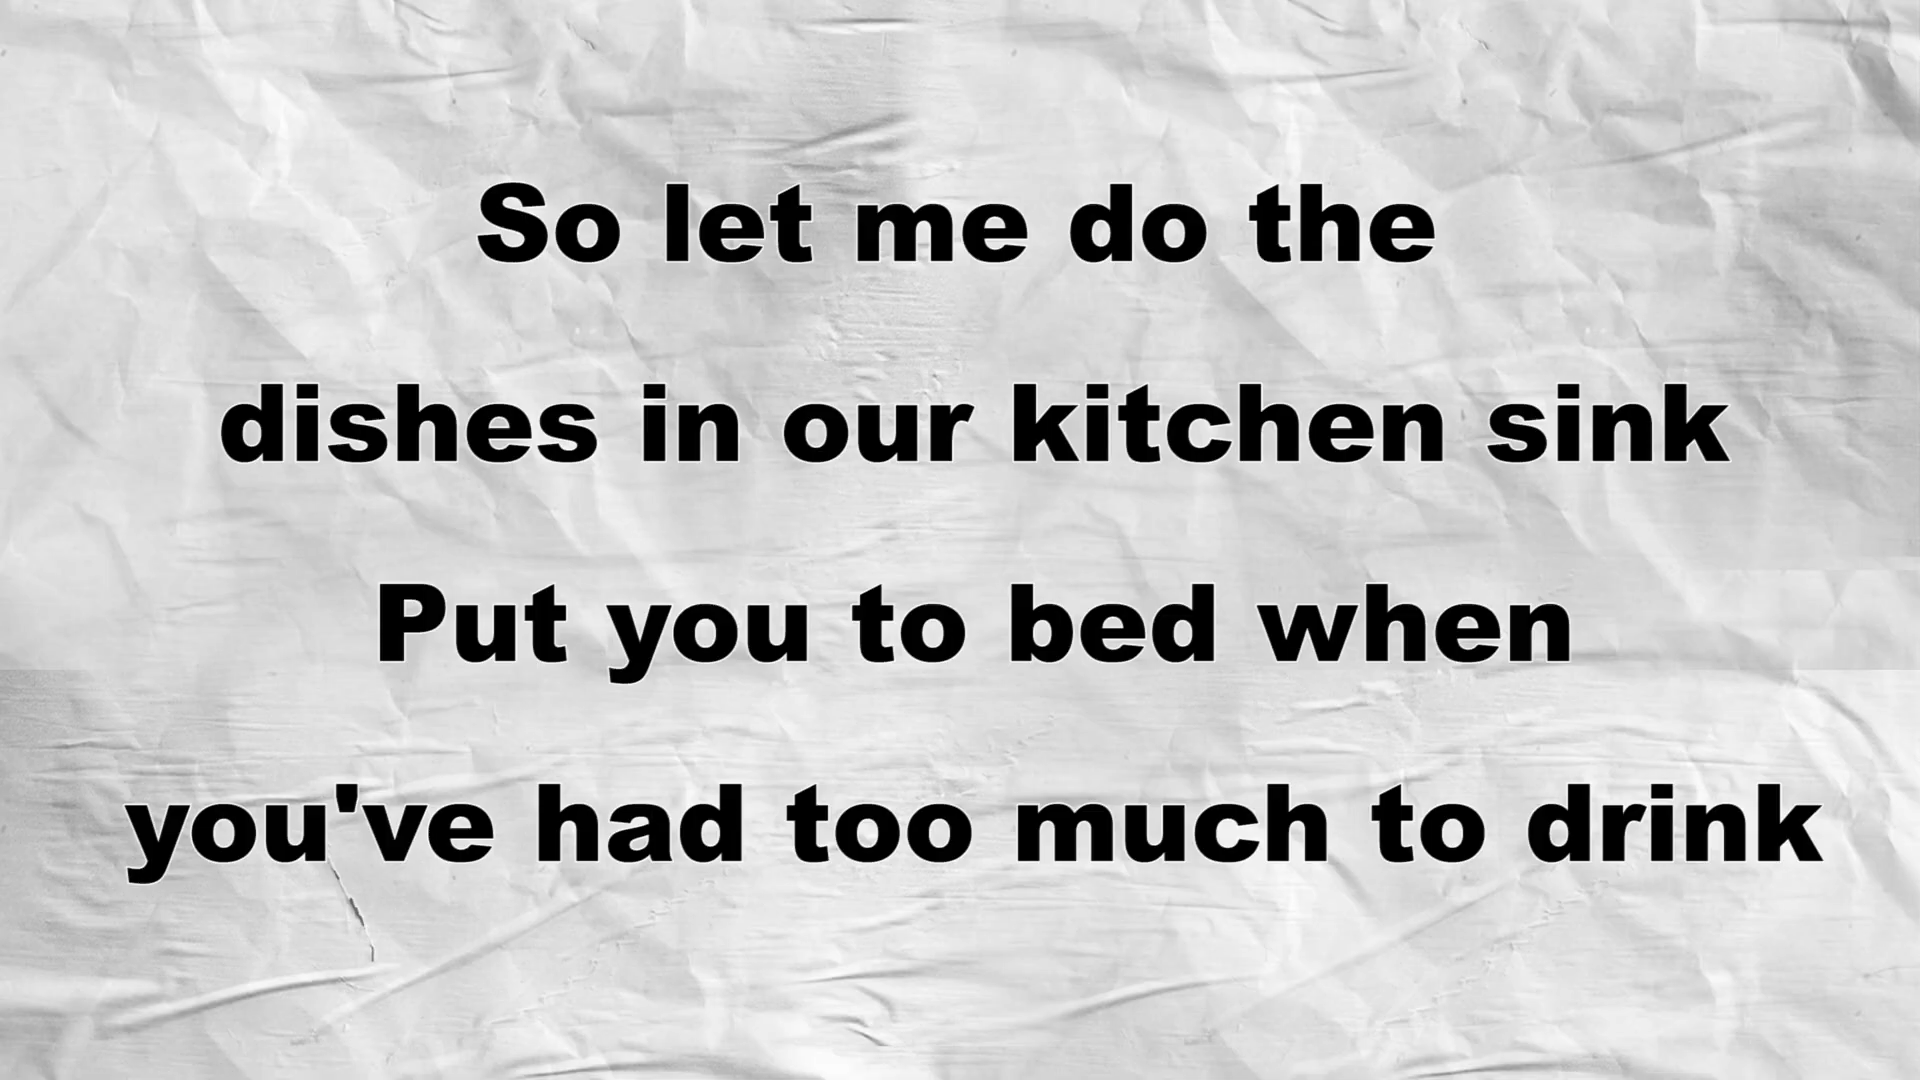 So let me do the
dishes in our kitchen sink
Put you to bed when
you've had too much to drink